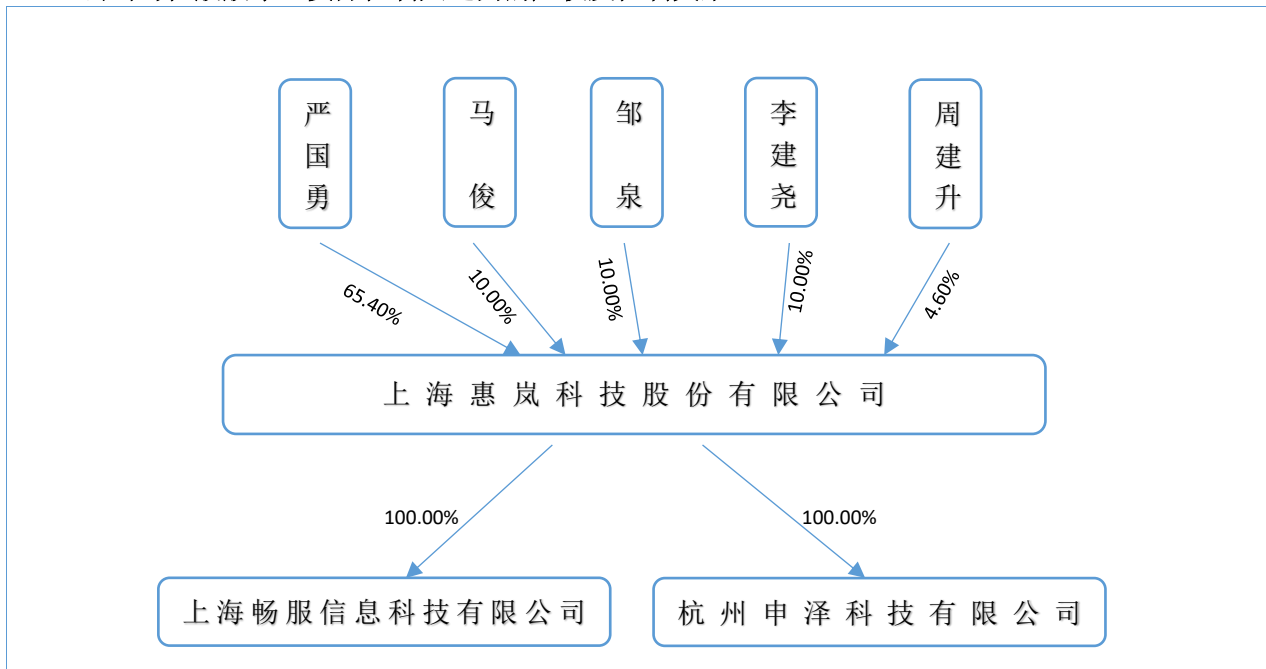 严国勇
马俊
邹泉
李建尧
周建升
65.40%
10.00%
10.00%
10.00%
4.60%
上海惠岚科技股份有限公司
100.00%
100.00%
上海畅服信息科技有限公司
杭州申泽科技有限公司